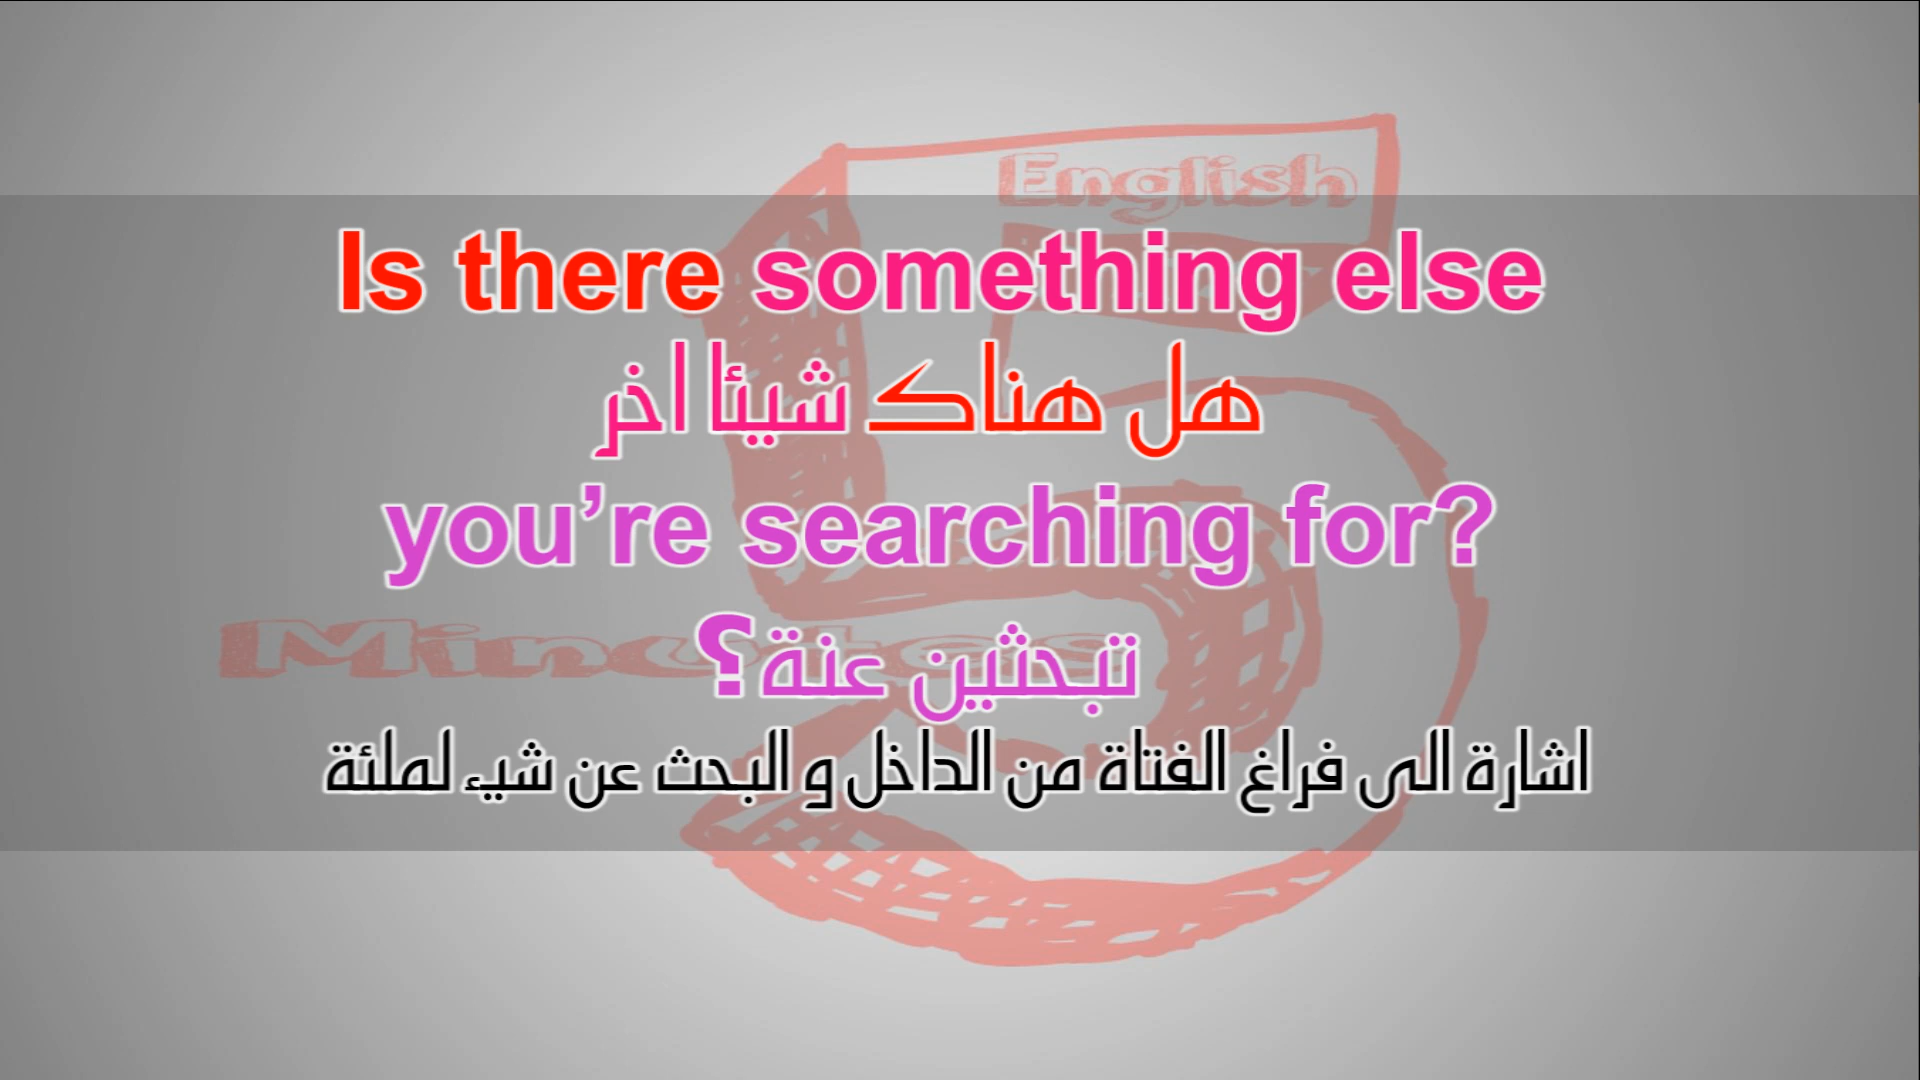 English
Is there something else
هل هناك شيئا اخر
you’re searching for?
تبحثين عنة؟
Minutes
اشارة الى فراغ الفتاة من الداخل و البحث عن شيء لملئة